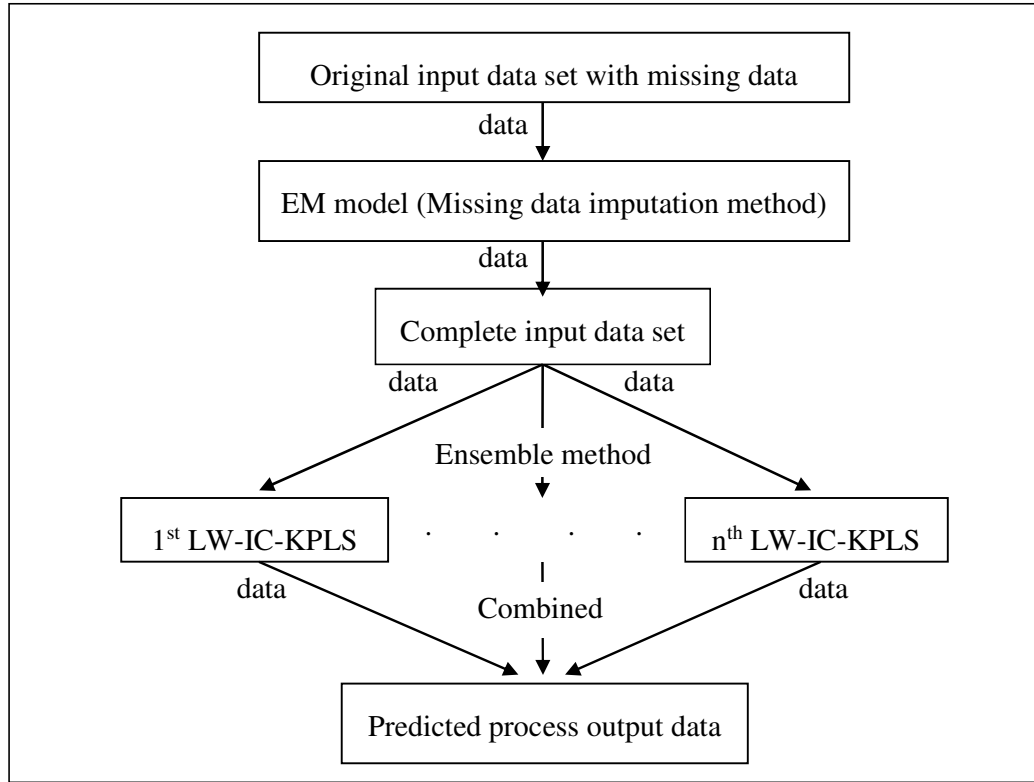 Original input data set with missing data
data
EM model (Missing data imputation method)
data
Complete input data set
data data
Ensemble method
1st LW-IC-KPLS . . . . nth LW-IC-KPLS
data data
Combined
Predicted process output data